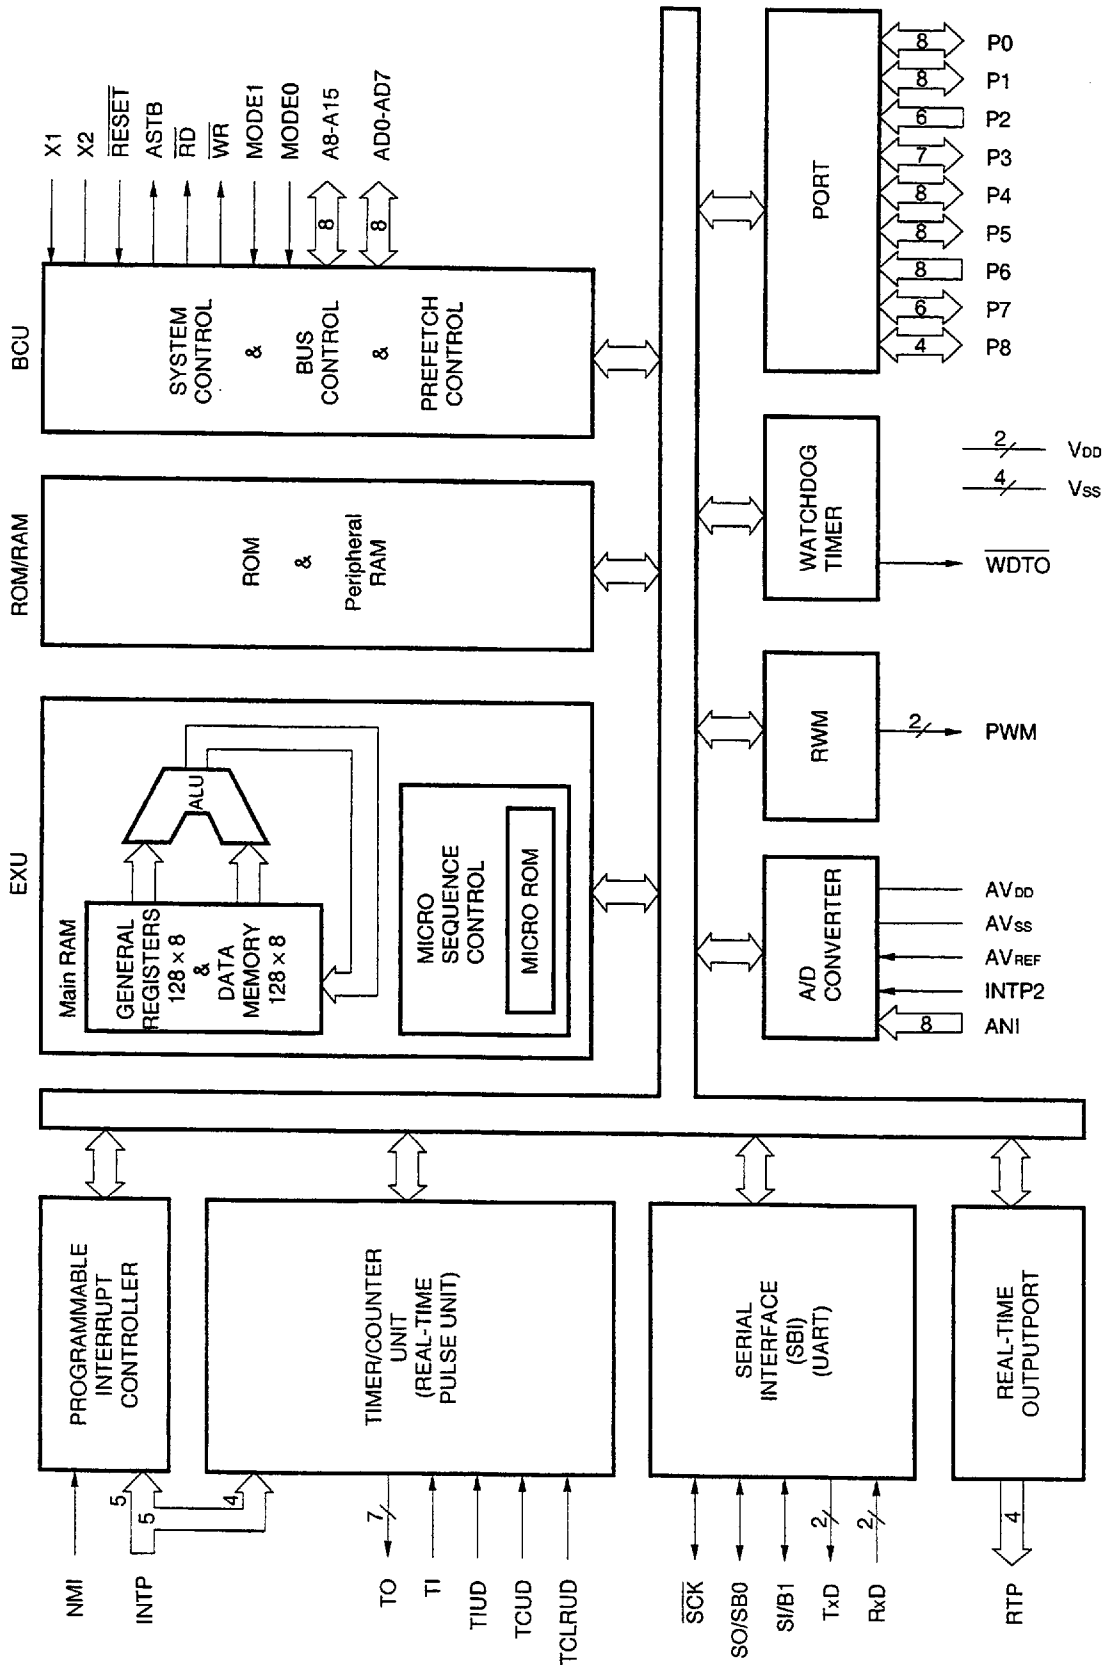 NMI
INTP
5
5
4
PROGRAMMABLE
INTERRUPT
CONTROLLER
TO
7
TI
TIUD
TCUD
TCLRUD
TIMER/COUNTER
UNIT
(REAL-TIME
PULSE UNIT)
SCK
SO/SB0
SI/B1
TxD
2
RxD
2
SERIAL
INTERFACE
(SBI)
(UART)
RTP
4
REAL-TIME
OUTPUTPORT
EXU
Main RAM
GENERAL
REGISTERS
128 × 8
&
DATA
MEMORY
128 × 8
ALU
MICRO
SEQUENCE
CONTROL
MICRO ROM
ROM/RAM
ROM
&
Peripheral
RAM
BCU
SYSTEM
CONTROL
&
BUS
CONTROL
&
PREFETCH
CONTROL
X1
X2
RESET
ASTB
RD
WR
MODE1
MODE0
8
A8-A15
8
AD0-AD7
A/D
CONVERTER
AVDD
AVSS
AVREF
INTP2
8
ANI
RWM
2
PWM
WATCHDOG
TIMER
WDTO
2
VDD
4
VSS
PORT
8
P0
8
P1
6
P2
7
P3
8
P4
8
P5
8
P6
6
P7
4
P8